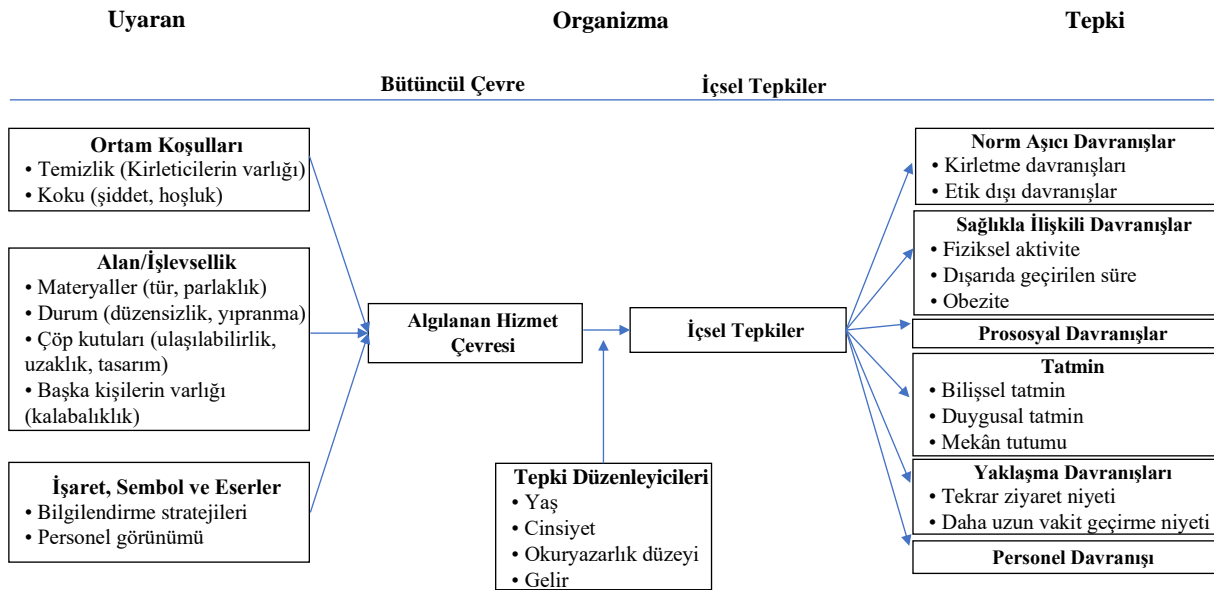 Uyaran
Organizma
Tepki
Bütüncül Çevre
İçsel Tepkiler
Ortam Koşulları
• Temizlik (Kirleticilerin varlığı)
• Koku (şiddet, hoşluk)
Alan/İşlevsellik
• Materyaller (tür, parlaklık)
• Durum (düzensizlik, yıpranma)
• Çöp kutuları (ulaşılabilirlik,
uzaklık, tasarım)
• Başka kişilerin varlığı
(kalabalıklık)
İşaret, Sembol ve Eserler
• Bilgilendirme stratejileri
• Personel görünümü
Algılanan Hizmet
Çevresi
İçsel Tepkiler
Tepki Düzenleyicileri
• Yaş
• Cinsiyet
• Okuryazarlık düzeyi
• Gelir
Norm Aşıcı Davranışlar
• Kirletme davranışları
• Etik dışı davranışlar
Sağlıkla İlişkili Davranışlar
• Fiziksel aktivite
• Dışarıda geçirilen süre
• Obezite
Prososyal Davranışlar
Tatmin
• Bilişsel tatmin
• Duygusal tatmin
• Mekân tutumu
Yaklaşma Davranışları
• Tekrar ziyaret niyeti
• Daha uzun vakit geçirme niyeti
Personel Davranışı